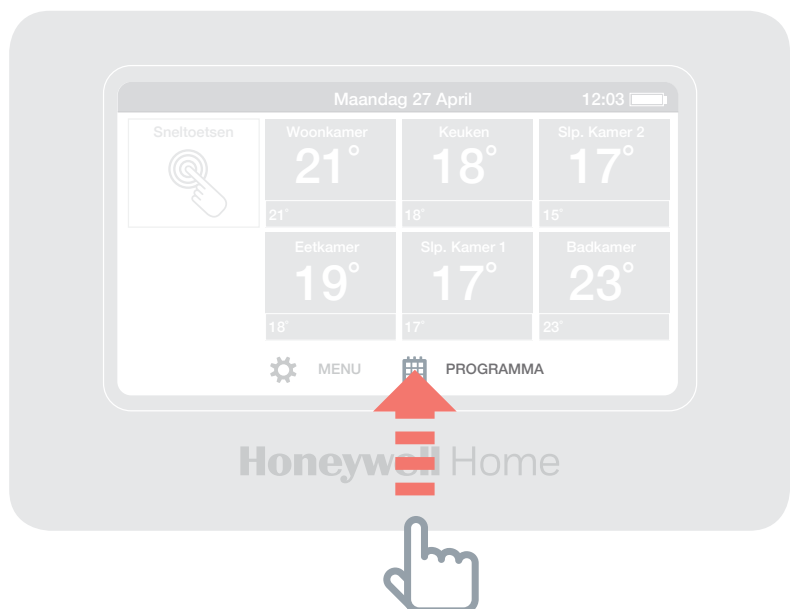 Maandag 27 April 12:03
Sneltoetsen Woonkamer Keuken Slp. Kamer 2
21° 18° 17°
21° 18° 15°
Eetkamer Slp. Kamer 1 Badkamer
19° 17° 23°
18° 17° 23°
MENU PROGRAMMA
Honeywell Home